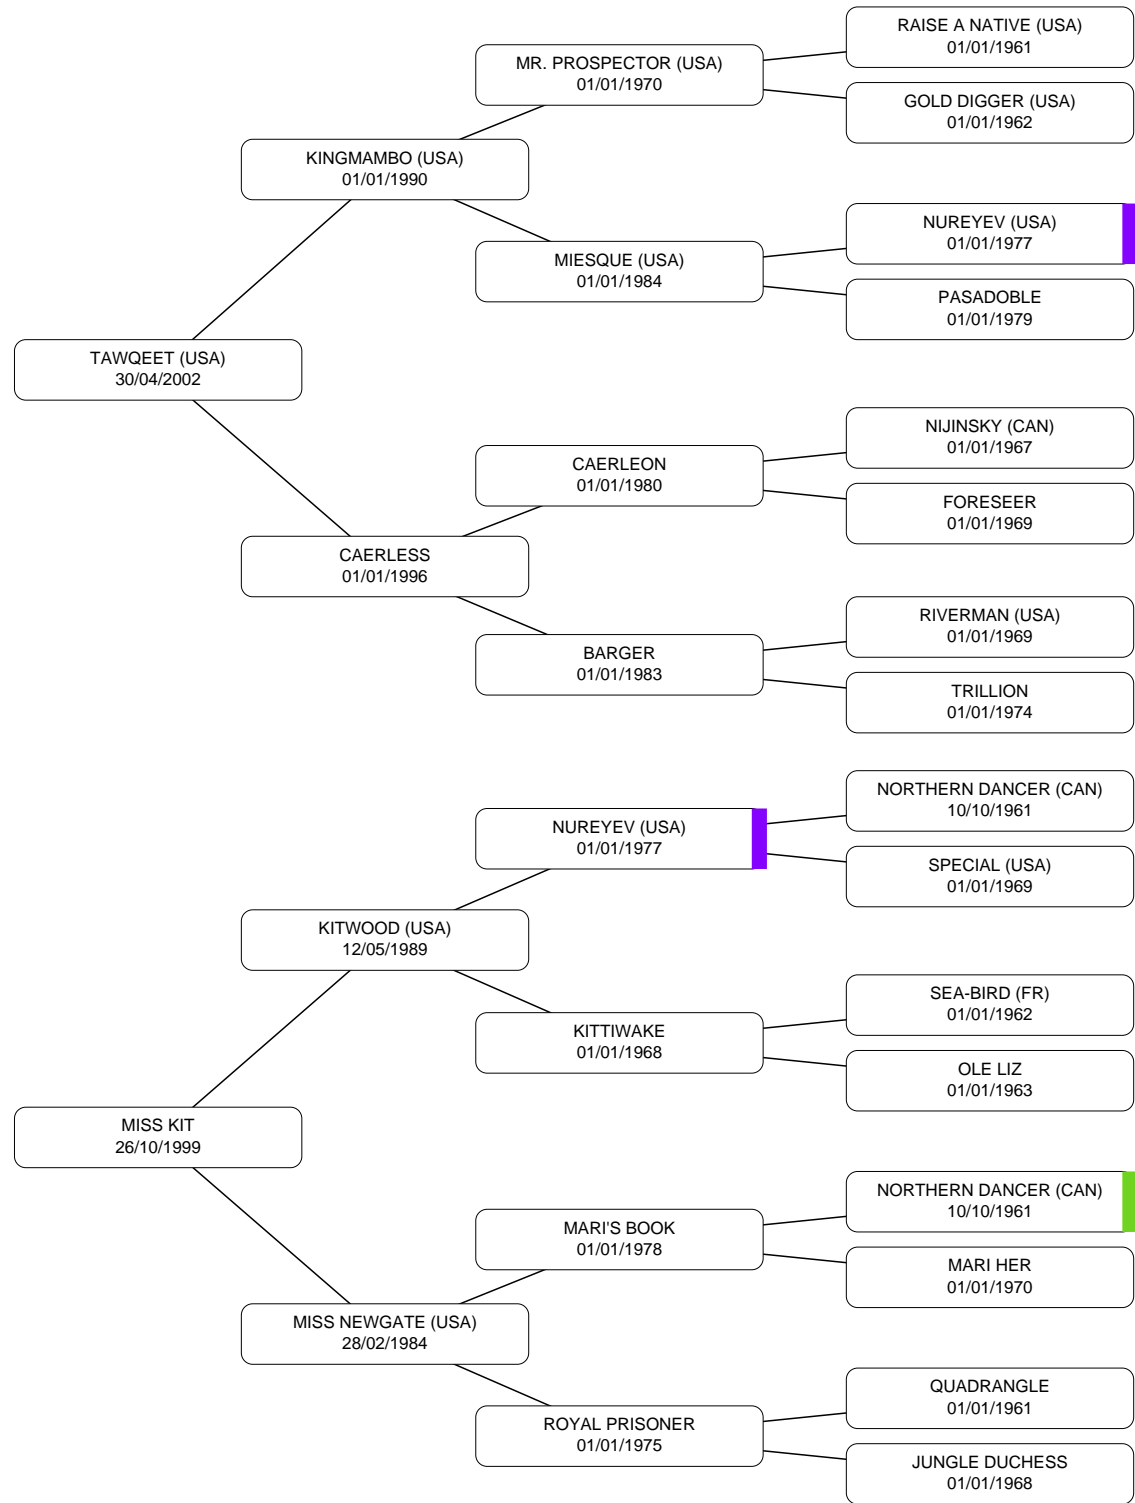 RAISE A NATIVE (USA)
01/01/1961
MR. PROSPECTOR (USA)
01/01/1970
GOLD DIGGER (USA)
01/01/1962
KINGMAMBO (USA)
01/01/1990
NUREYEV (USA)
01/01/1977
MIESQUE (USA)
01/01/1984
PASADOBLE
01/01/1979
TAWQEET (USA)
30/04/2002
NIJINSKY (CAN)
01/01/1967
CAERLEON
01/01/1980
FORESEER
01/01/1969
CAERLESS
01/01/1996
RIVERMAN (USA)
01/01/1969
BARGER
01/01/1983
TRILLION
01/01/1974
NORTHERN DANCER (CAN)
10/10/1961
NUREYEV (USA)
01/01/1977
SPECIAL (USA)
01/01/1969
KITWOOD (USA)
12/05/1989
SEA-BIRD (FR)
01/01/1962
KITTIWAKE
01/01/1968
OLE LIZ
01/01/1963
MISS KIT
26/10/1999
NORTHERN DANCER (CAN)
10/10/1961
MARI'S BOOK
01/01/1978
MARI HER
01/01/1970
MISS NEWGATE (USA)
28/02/1984
QUADRANGLE
01/01/1961
ROYAL PRISONER
01/01/1975
JUNGLE DUCHESS
01/01/1968